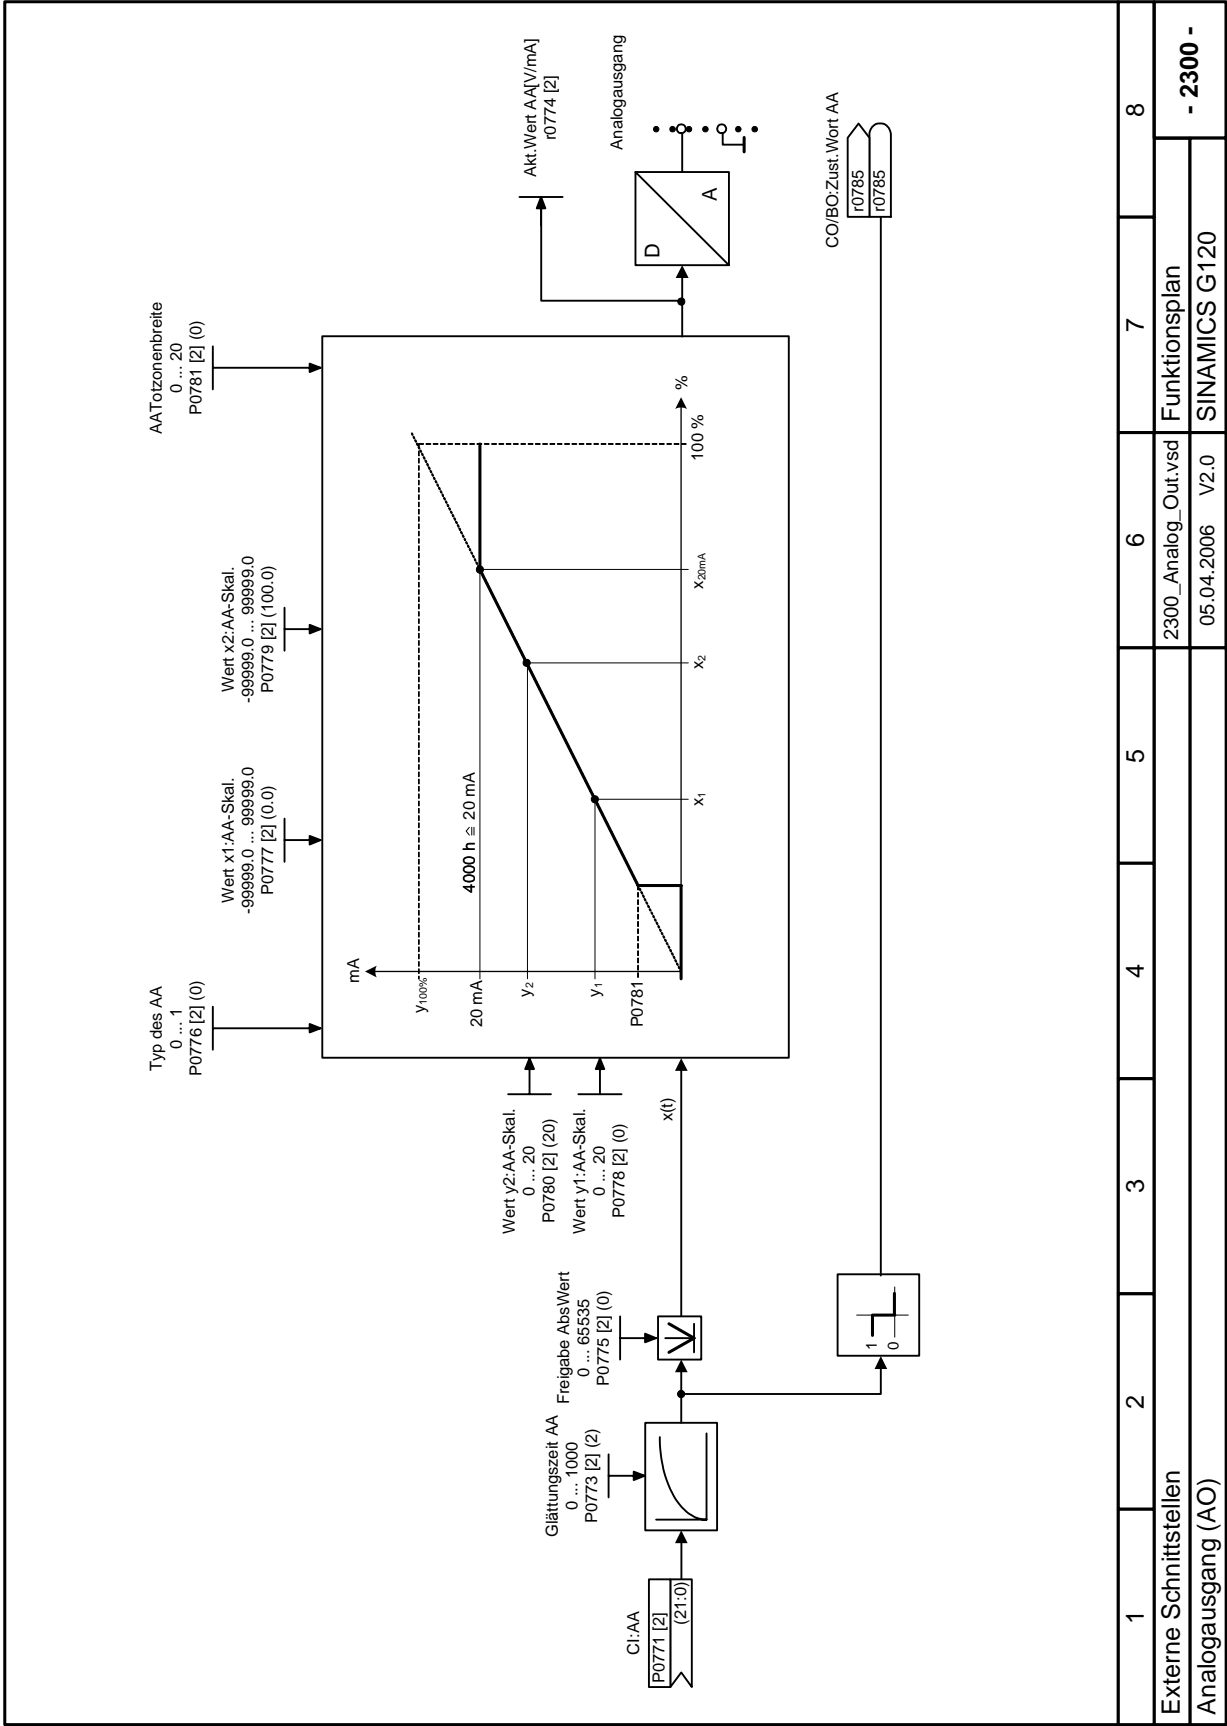 Typ des AA
0 ... 1
P0776 [2] (0)
Wert x1:AA-Skal.
-99999.0 ... 99999.0
P0777 [2] (0.0)
Wert x2:AA-Skal.
-99999.0 ... 99999.0
P0779 [2] (100.0)
AATotzonenbreite
0 ... 20
P0781 [2] (0)
mA
y100%
20 mA
4000 h ≙ 20 mA
y2
y1
P0781
x1
x2
x20mA
100 %
%
Wert y2:AA-Skal.
0 ... 20
P0780 [2] (20)
Wert y1:AA-Skal.
0 ... 20
P0778 [2] (0)
x(t)
Akt.Wert AA[V/mA]
r0774 [2]
Analogausgang
D
A
CI:AA
P0771 [2]
(21:0)
Glättungszeit AA
0 ... 1000
P0773 [2] (2)
Freigabe AbsWert
0 ... 65535
P0775 [2] (0)
1
0
CO/BO:Zust.Wort AA
r0785
r0785
1 2 3 4 5 6 7 8
Externe Schnittstellen
2300_Analog_Out.vsd
Funktionsplan
- 2300 -
Analogausgang (AO)
05.04.2006 V2.0
SINAMICS G120